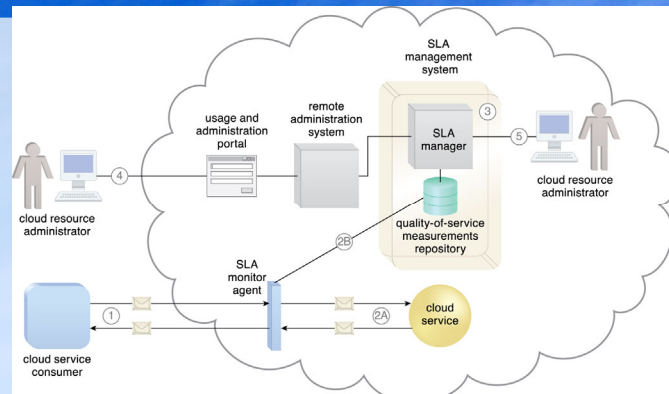 SLA
management
system
usage and
administration
portal
remote
administration
system
3
SLA
manager
4
5
cloud resource
administrator
cloud resource
administrator
quality-of-service
measurements
repository
2B
SLA
monitor
agent
1
2A
cloud
service
cloud service
consumer